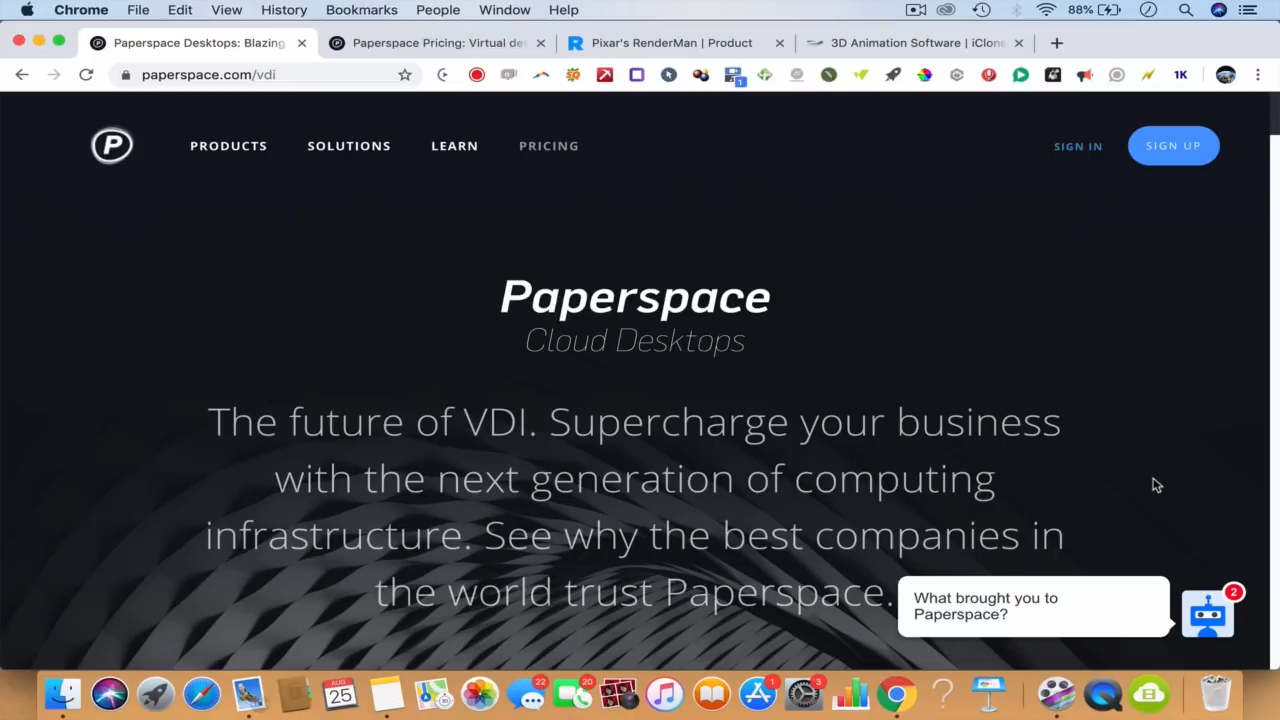 Chrome File Edit View History Bookmarks People Window Help 88%
Paperspace Desktops: Blazing
Paperspace Pricing: Virtual de
Pixar's RenderMan | Product
3D Animation Software | iClone
paperspace.com/vdi
1
1K
P
PRODUCTS
SOLUTIONS
LEARN
PRICING
SIGN IN
SIGN UP
Paperspace
Cloud Desktops
The future of VDI. Supercharge your business
with the next generation of computing
infrastructure. See why the best companies in
the world trust Paperspace.
What brought you to
Paperspace?
2
AUG
25
22
20
1
3